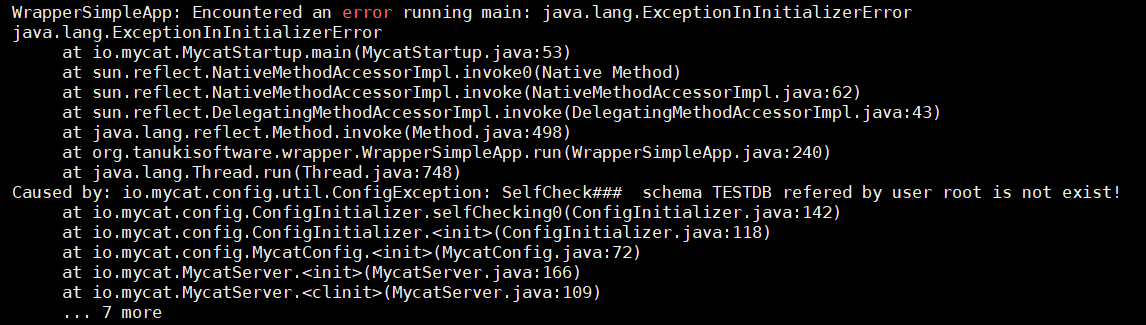 WrapperSimpleApp: Encountered an error running main: java.lang.ExceptionInInitializerError
java.lang.ExceptionInInitializerError
at io.mycat.MycatStartup.main(MycatStartup.java:53)
at sun.reflect.NativeMethodAccessorImpl.invoke0(Native Method)
at sun.reflect.NativeMethodAccessorImpl.invoke(NativeMethodAccessorImpl.java:62)
at sun.reflect.DelegatingMethodAccessorImpl.invoke(DelegatingMethodAccessorImpl.java:43)
at java.lang.reflect.Method.invoke(Method.java:498)
at org.tanukisoftware.wrapper.WrapperSimpleApp.run(WrapperSimpleApp.java:240)
at java.lang.Thread.run(Thread.java:748)
Caused by: io.mycat.config.util.ConfigException: SelfCheck###  schema TESTDB refered by user root is not exist!
at io.mycat.config.ConfigInitializer.selfChecking0(ConfigInitializer.java:142)
at io.mycat.config.ConfigInitializer.<init>(ConfigInitializer.java:118)
at io.mycat.config.MycatConfig.<init>(MycatConfig.java:72)
at io.mycat.MycatServer.<init>(MycatServer.java:166)
at io.mycat.MycatServer.<clinit>(MycatServer.java:109)
... 7 more